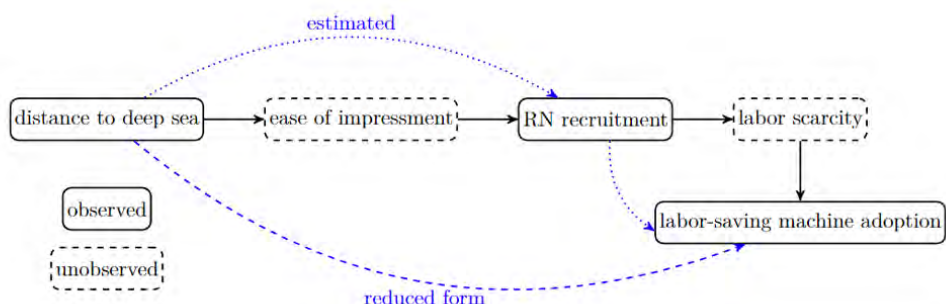 estimated
distance to deep sea
ease of impressment
RN recruitment
labor scarcity
observed
labor-saving machine adoption
unobserved
reduced form